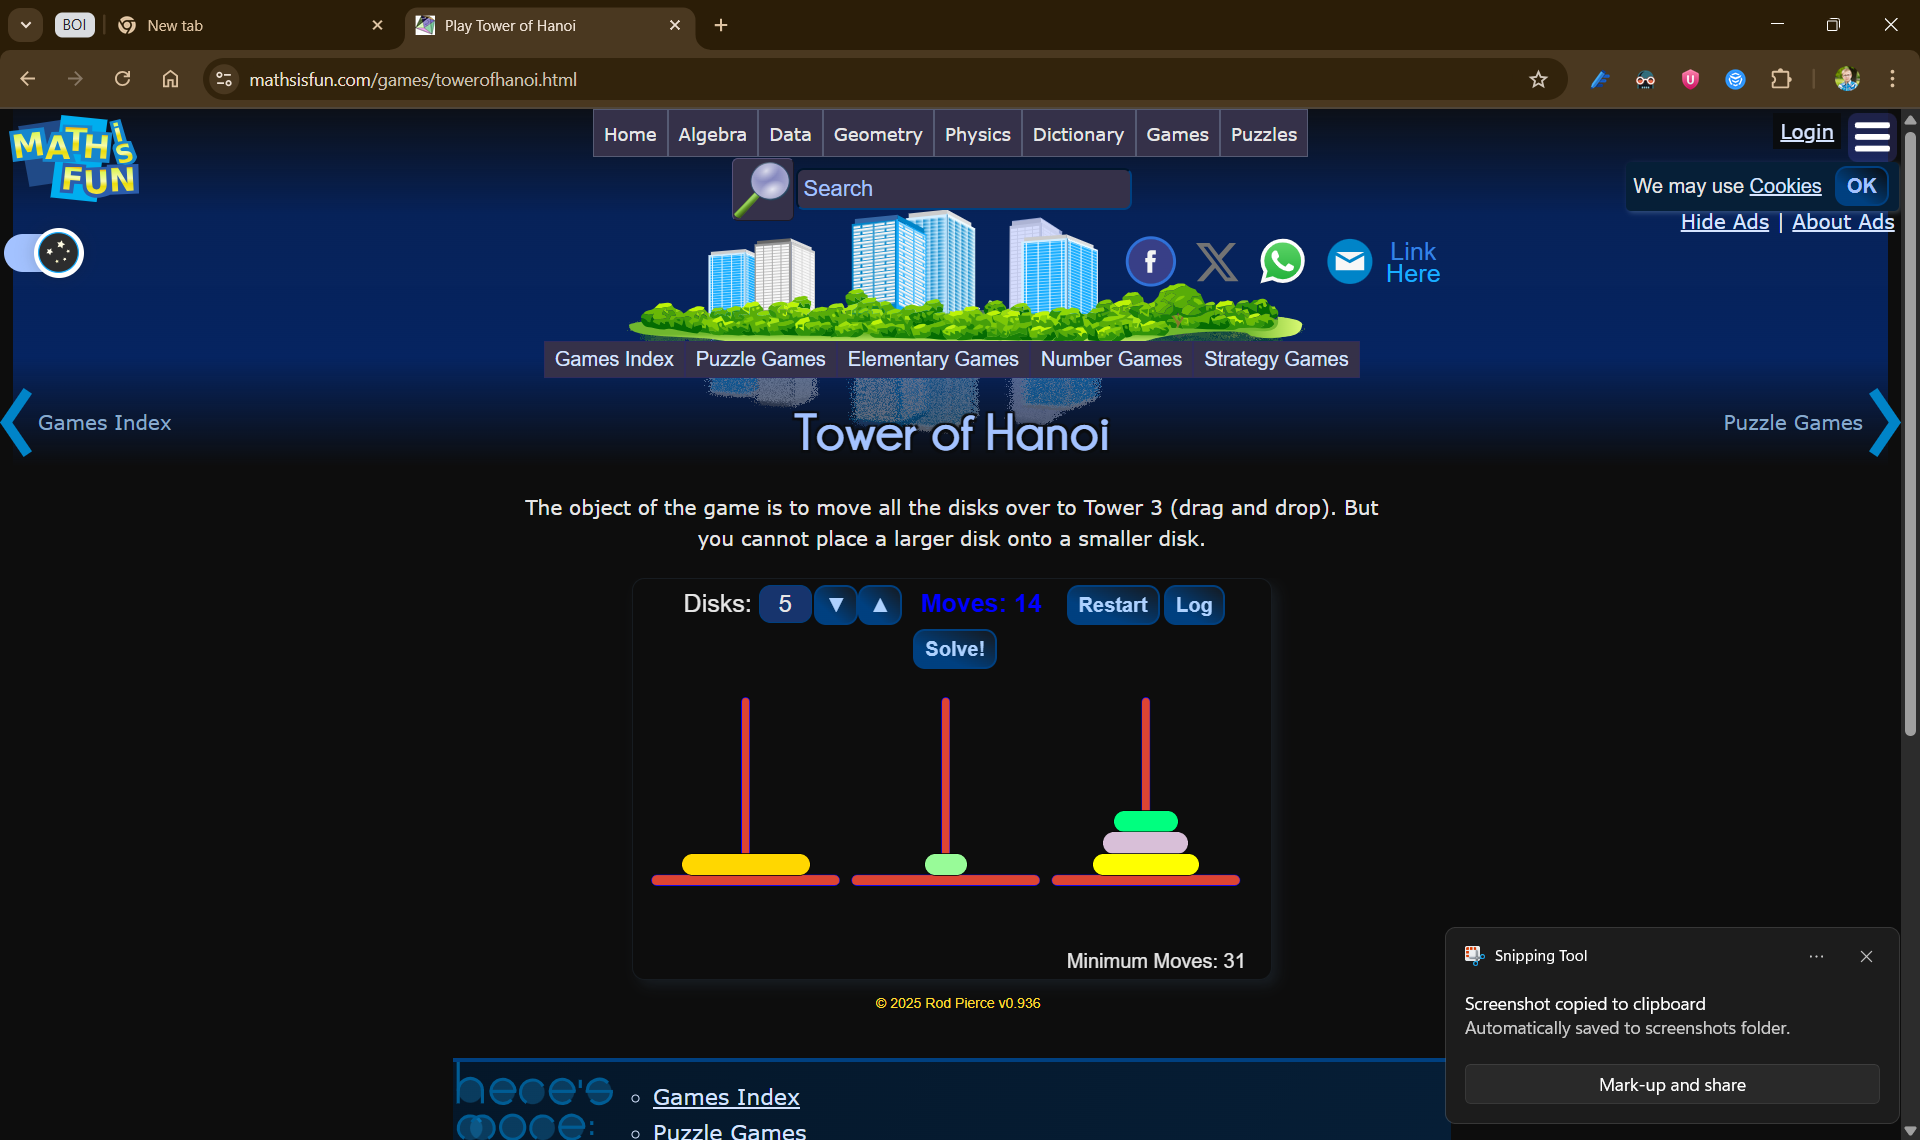 BOI
New tab
Play Tower of Hanoi
mathsisfun.com/games/towerofhanoi.html
MATH iS FUN
Home Algebra Data Geometry Physics Dictionary Games Puzzles
Login
Search
We may use Cookies OK
Hide Ads | About Ads
Link
Here
Games Index Puzzle Games Elementary Games Number Games Strategy Games
Games Index
Puzzle Games
Tower of Hanoi
The object of the game is to move all the disks over to Tower 3 (drag and drop). But
you cannot place a larger disk onto a smaller disk.
Disks: 5 ▼ ▲ Moves: 14 Restart Log
Solve!
Minimum Moves: 31
© 2025 Rod Pierce v0.936
Snipping Tool
Screenshot copied to clipboard
Automatically saved to screenshots folder.
Mark-up and share
here's
more:
Games Index
Puzzle Games